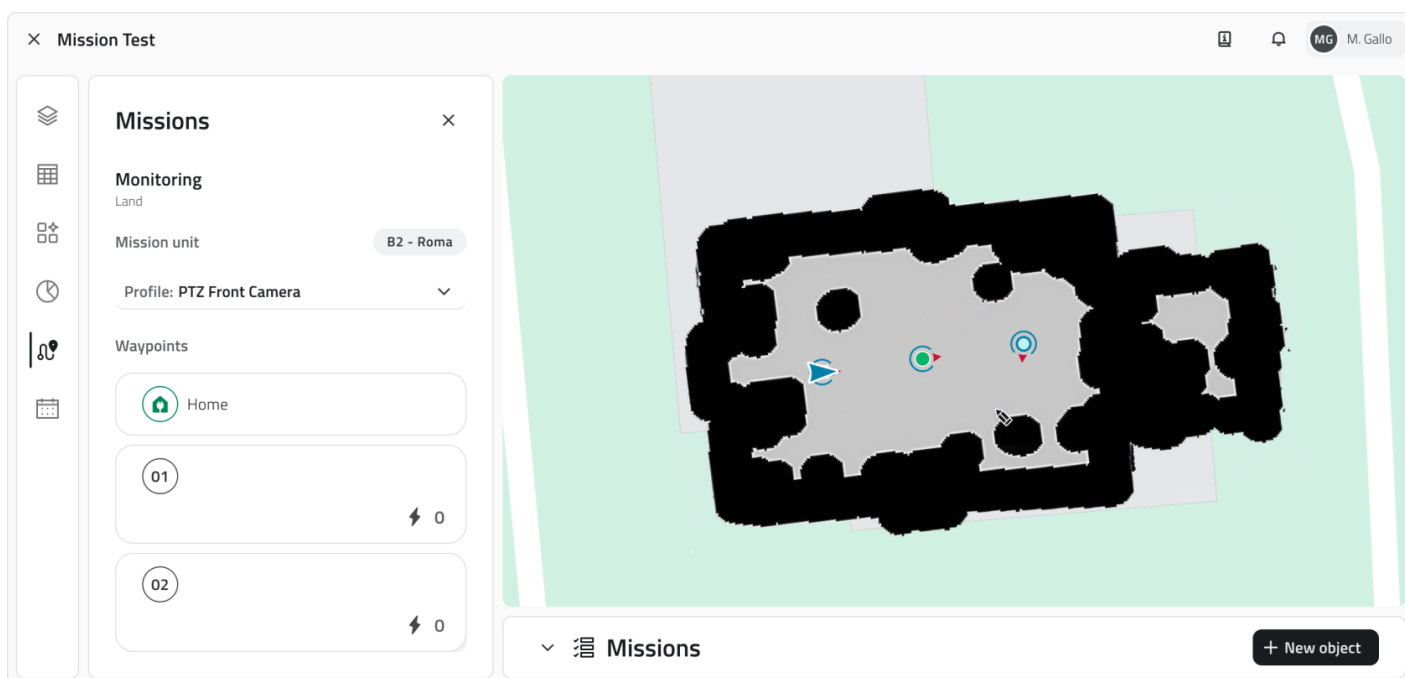 Mission Test
MG M. Gallo
Missions
Monitoring
Land
Mission unit B2 - Roma
Profile: PTZ Front Camera
Waypoints
Home
01
0
02
0
Missions
New object